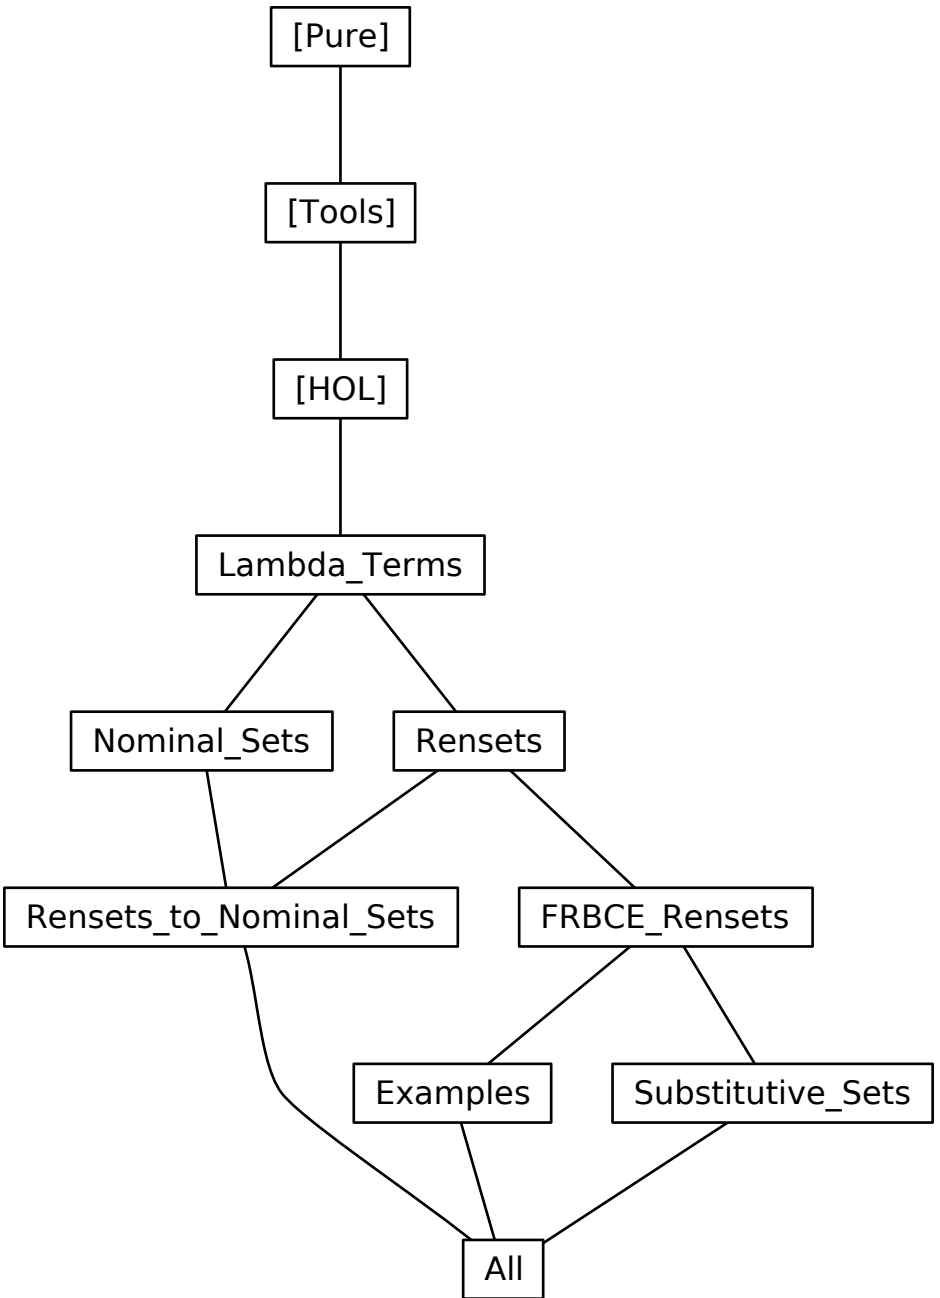 [Pure]
[Tools]
[HOL]
Lambda_Terms
Nominal_Sets
Rensets
Rensets_to_Nominal_Sets
FRBCE_Rensets
Examples
Substitutive_Sets
All